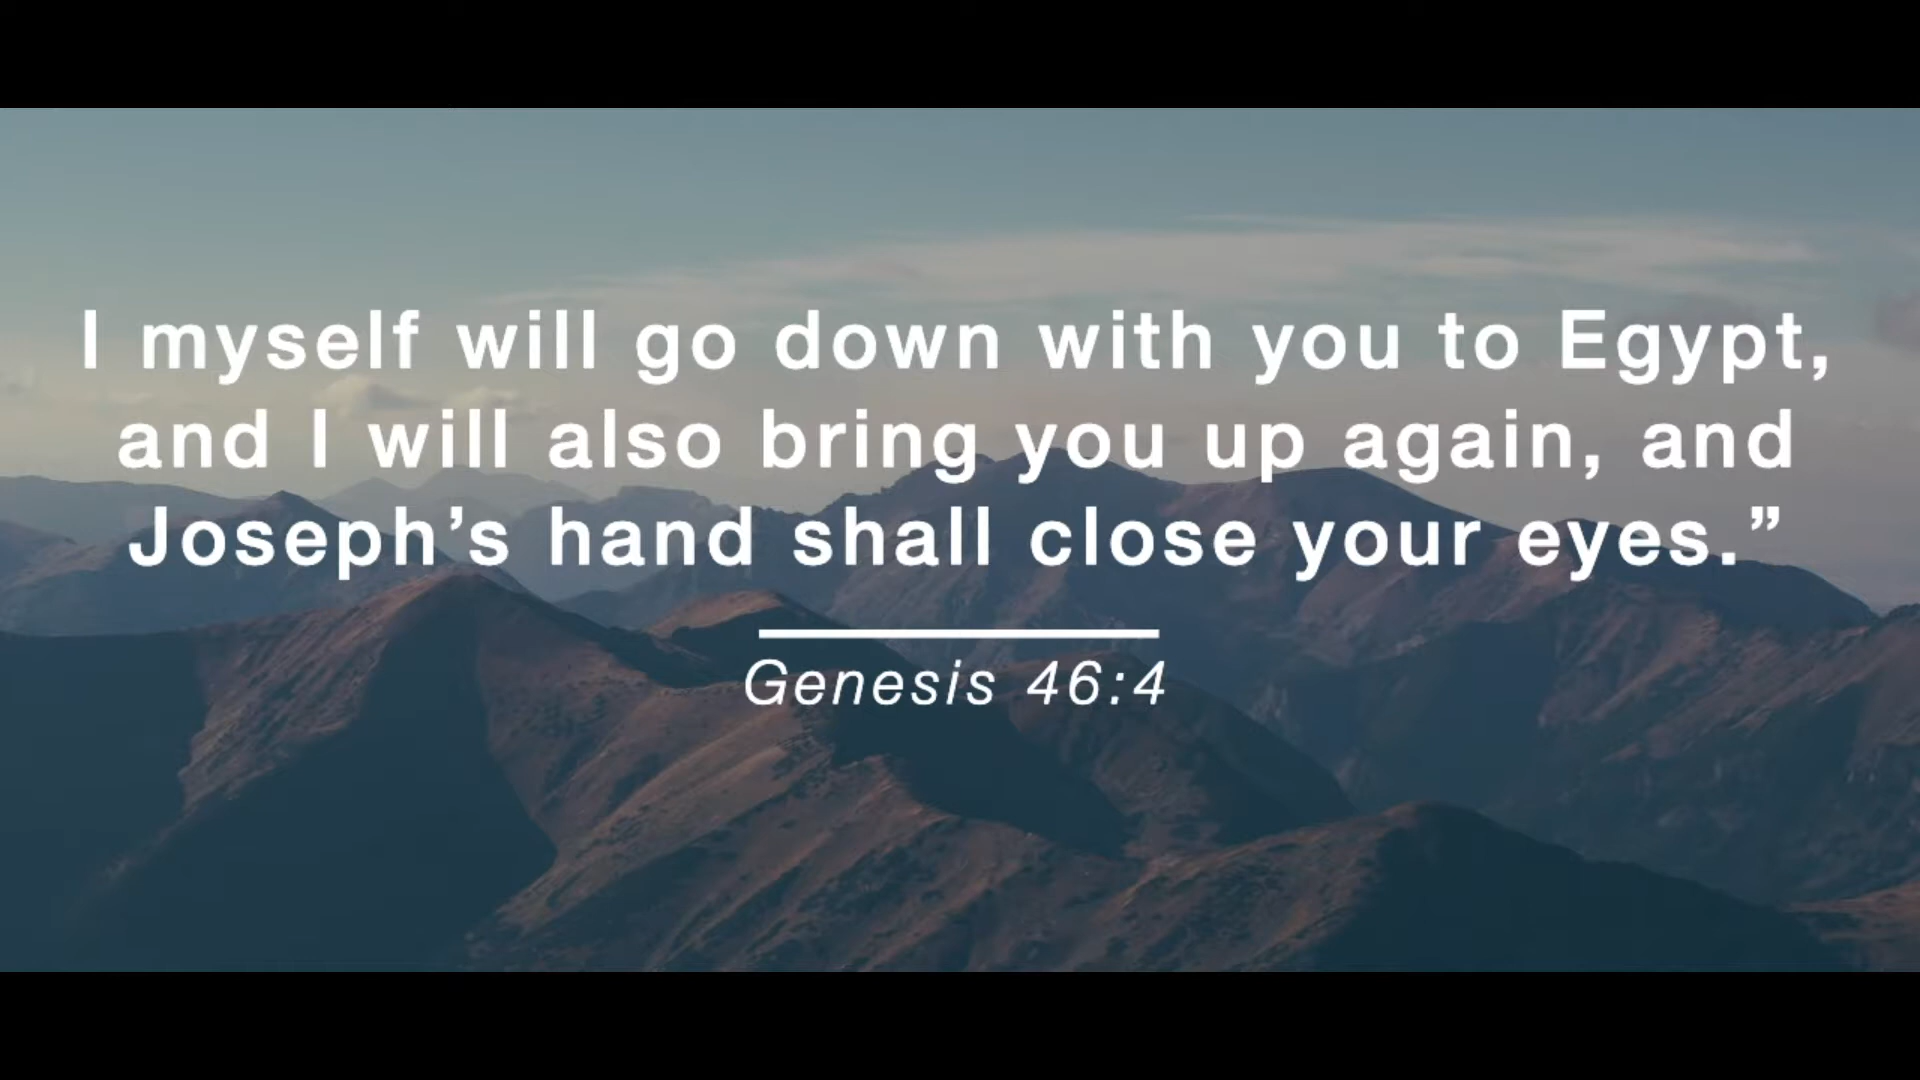 I myself will go down with you to Egypt,
and I will also bring you up again, and
Joseph’s hand shall close your eyes.”
Genesis 46:4